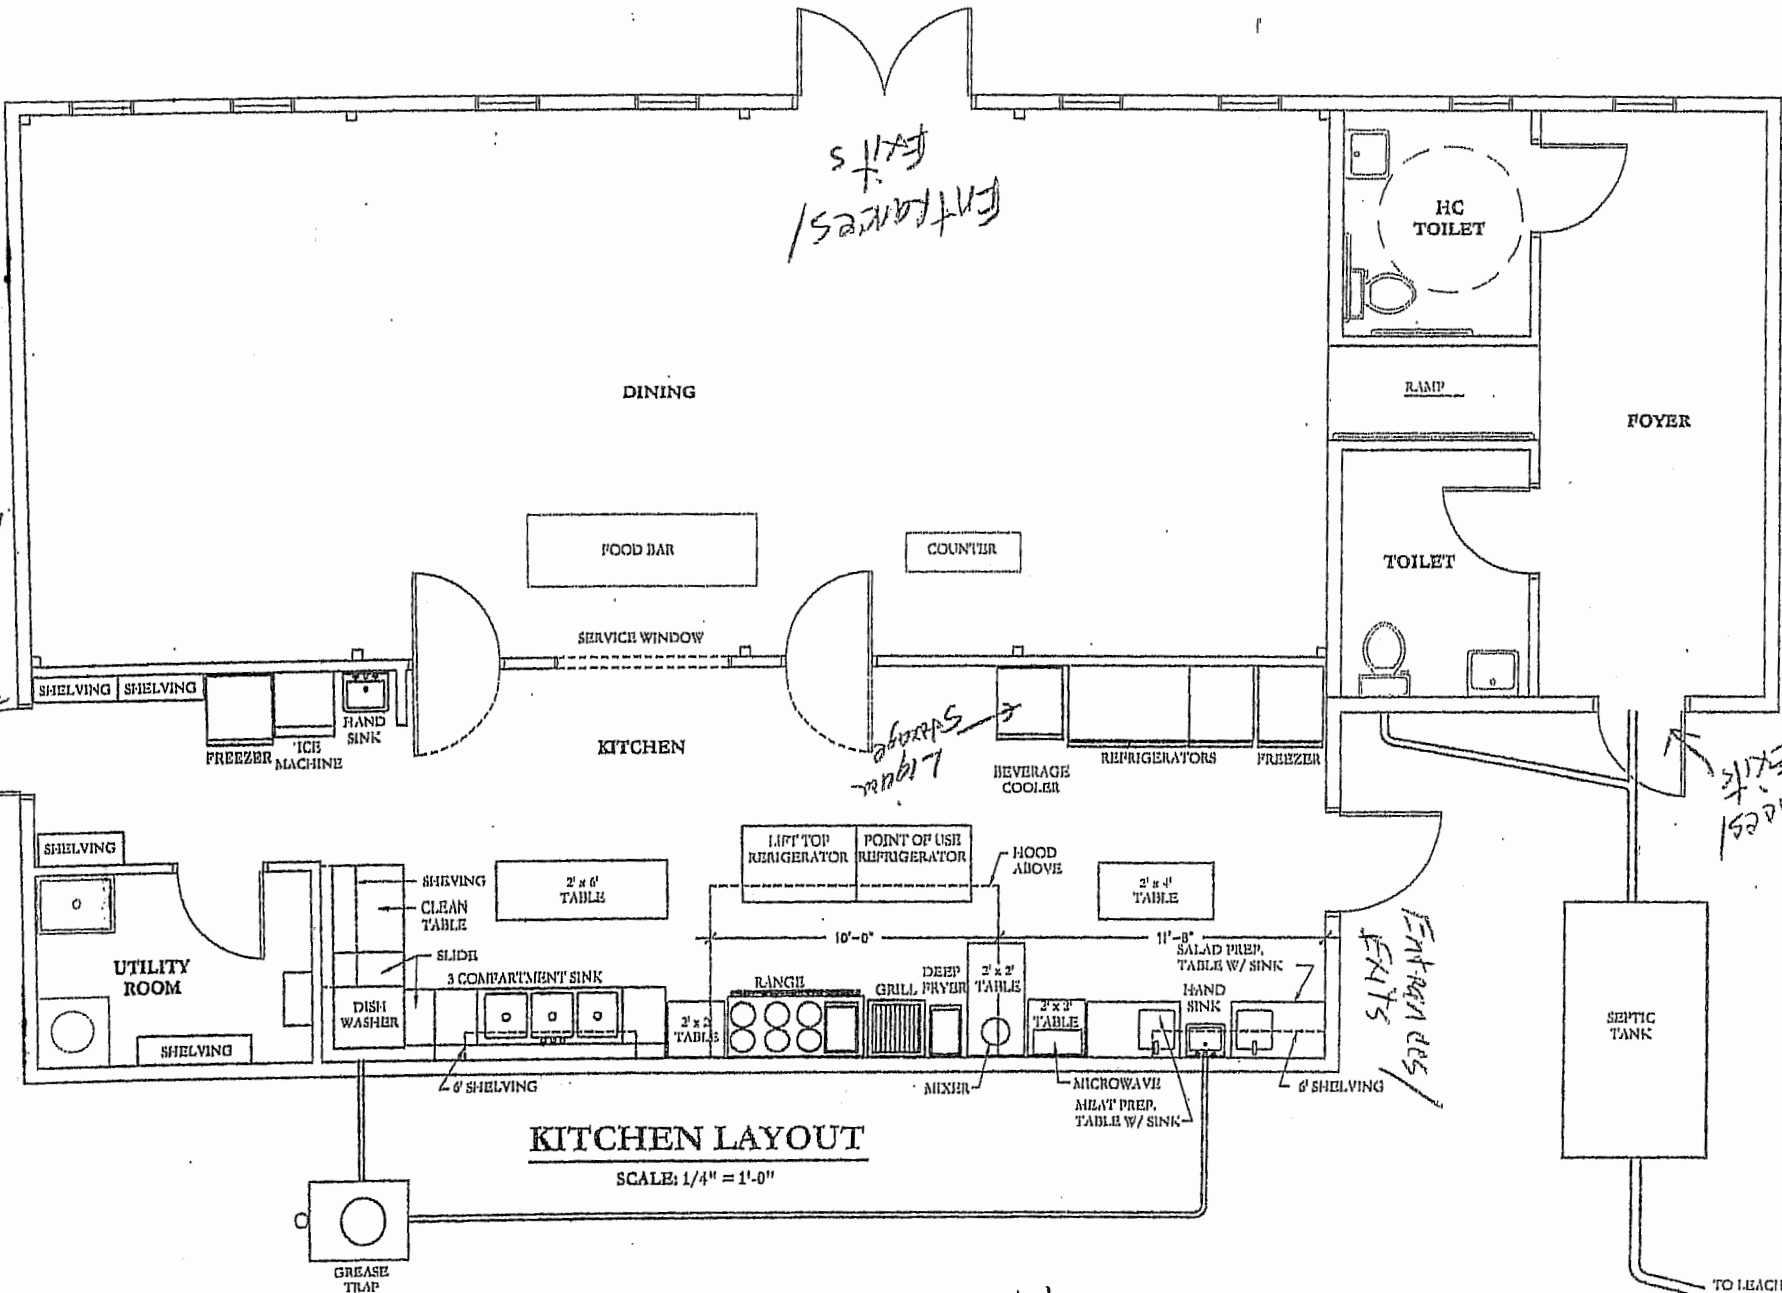 Entrances/
Exits
HC
TOILET
RAMP
FOYER
DINING
FOOD BAR
COUNTER
TOILET
SERVICE WINDOW
SHELVING
SHELVING
FREEZER
ICE
MACHINE
HAND
SINK
KITCHEN
Storage
BEVERAGE
COOLER
REFRIGERATORS
FREEZER
Exits
SHELVING
LIFT TOP
REFRIGERATOR
POINT OF USE
REFRIGERATOR
HOOD
ABOVE
2' x 6'
TABLE
2' x 4'
TABLE
SHEVING
CLEAN
TABLE
SLIDE
10'-0"
11'-8"
Entrances/
Exits
UTILITY
ROOM
SHELVING
DISH
WASHER
3 COMPARTMENT SINK
2' x 2'
TABLE
RANGE
GRILL
DEEP
FRYER
2' x 2'
TABLE
2' x 2'
TABLE
SALAD PREP.
TABLE W/ SINK
HAND
SINK
6' SHELVING
MIXER
MICROWAVE
MEAT PREP.
TABLE W/ SINK
6' SHELVING
SEPTIC
TANK
KITCHEN LAYOUT
SCALE: 1/4" = 1'-0"
GREASE
TRAP
TO LEACH